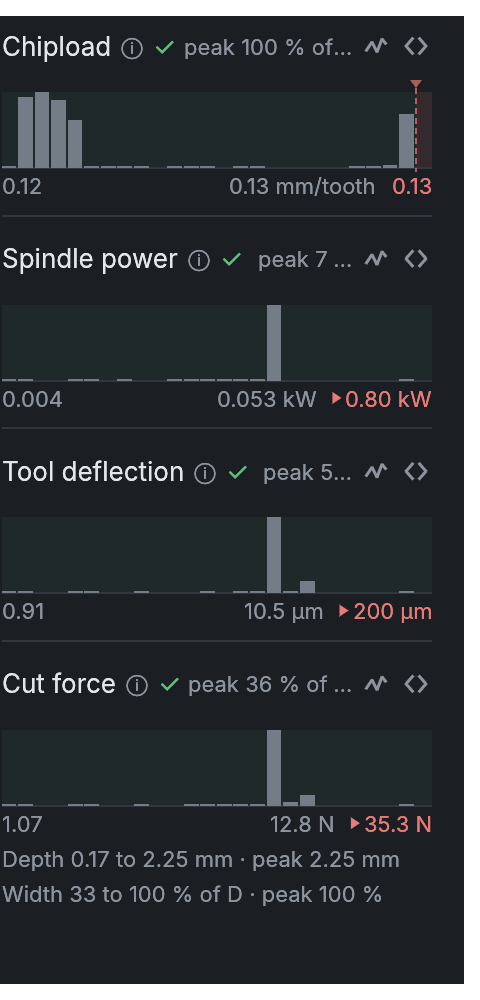 Chipload ⓘ ✓ peak 100 % of...
0.12 0.13 mm/tooth 0.13
Spindle power ⓘ ✓ peak 7 ...
0.004 0.053 kW 0.80 kW
Tool deflection ⓘ ✓ peak 5...
0.91 10.5 µm 200 µm
Cut force ⓘ ✓ peak 36 % of ...
1.07 12.8 N 35.3 N
Depth 0.17 to 2.25 mm · peak 2.25 mm
Width 33 to 100 % of D · peak 100 %